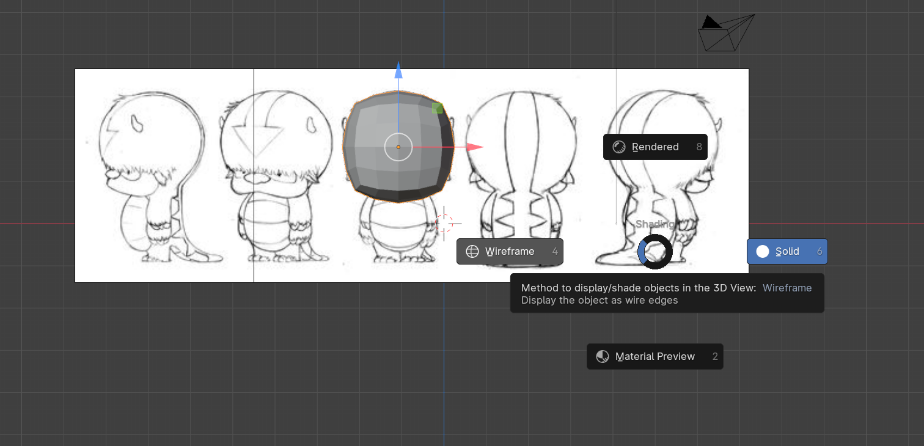 Rendered 8
Shading
Wireframe 4
Solid 6
Method to display/shade objects in the 3D View: Wireframe
Display the object as wire edges
Material Preview 2